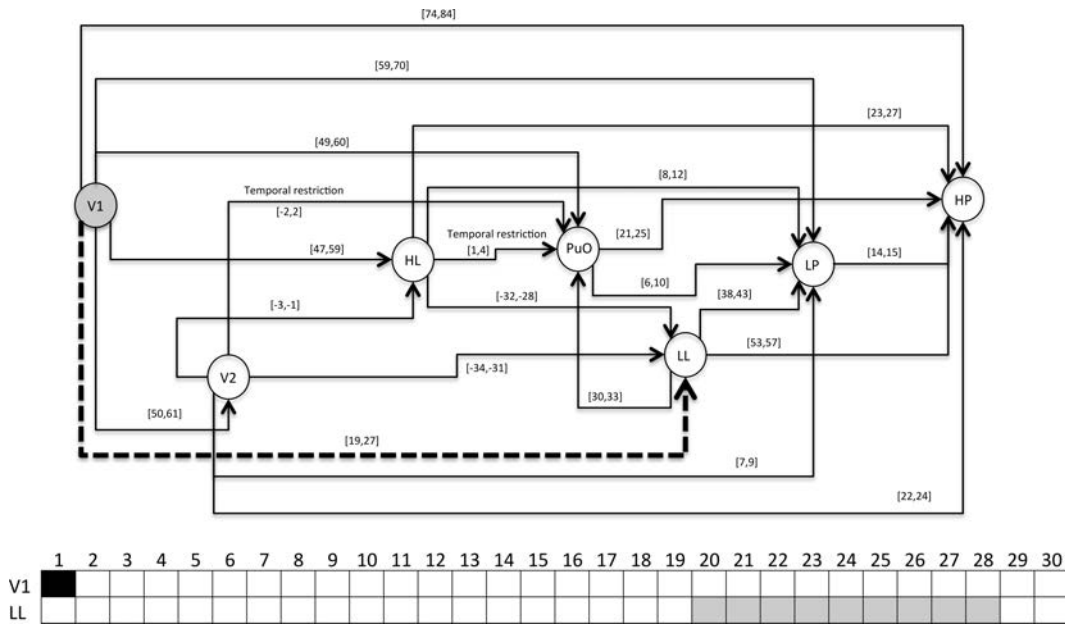 [74,84]
[59,70]
[23,27]
[49,60]
Temporal restriction
[8,12]
V1
HP
[-2,2]
Temporal restriction
[21,25]
[47,59]
HL
[1,4]
PuO
LP
[14,15]
[6,10]
[-3,-1]
[-32,-28]
[38,43]
[53,57]
LL
V2
[-34,-31]
[50,61]
[30,33]
[19,27]
[7,9]
[22,24]
1 2 3 4 5 6 7 8 9 10 11 12 13 14 15 16 17 18 19 20 21 22 23 24 25 26 27 28 29 30
V1
LL